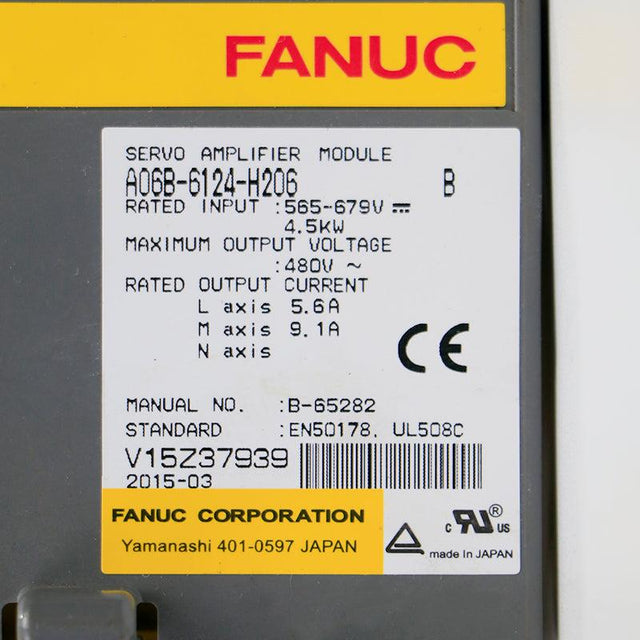 FANUC
SERVO AMPLIFIER MODULE
A06B-6124-H206 B
RATED INPUT :565-679V ⎓
4.5kW
MAXIMUM OUTPUT VOLTAGE
:480V ~
RATED OUTPUT CURRENT
L axis 5.6A
M axis 9.1A
N axis
CE
MANUAL NO. :B-65282
STANDARD :EN50178, UL508C
V15Z37939
2015-03
FANUC CORPORATION
Yamanashi 401-0597 JAPAN
c RU ® US
made in JAPAN